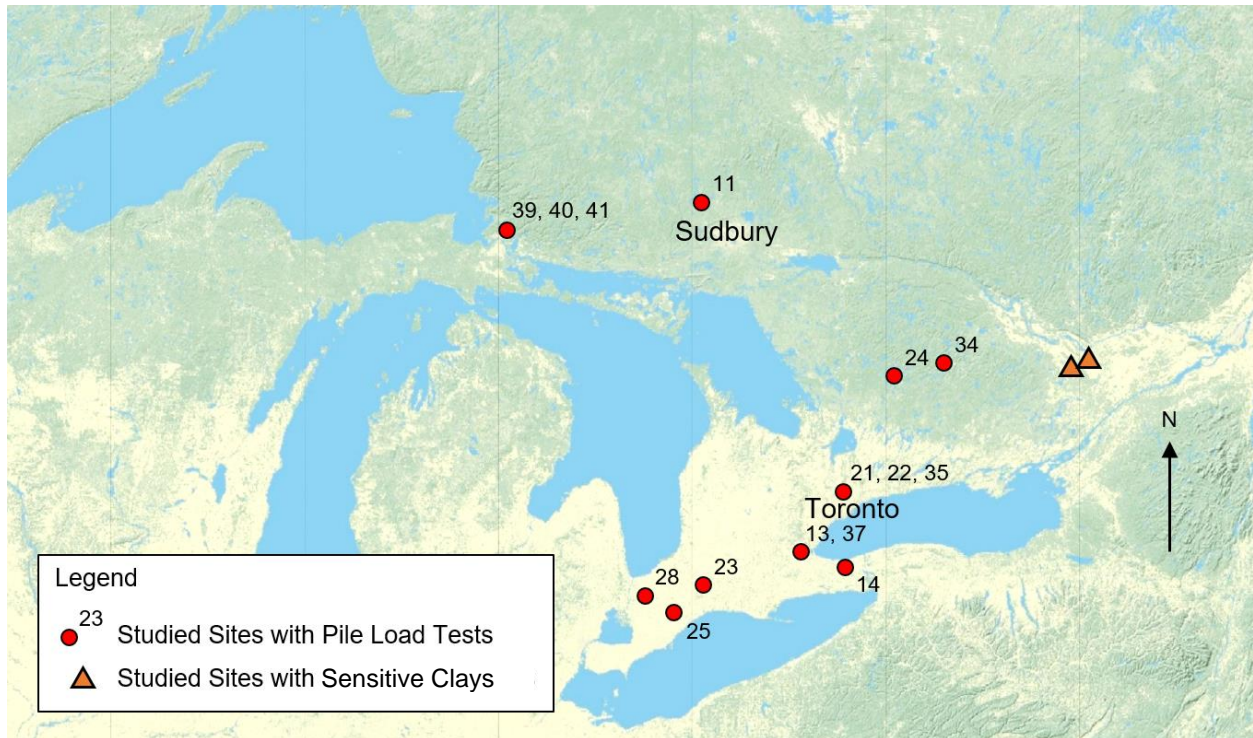 11
39, 40, 41
Sudbury
34
24
N
21, 22, 35
Toronto
13, 37
28
23
14
25
Legend
23
Studied Sites with Pile Load Tests
Studied Sites with Sensitive Clays